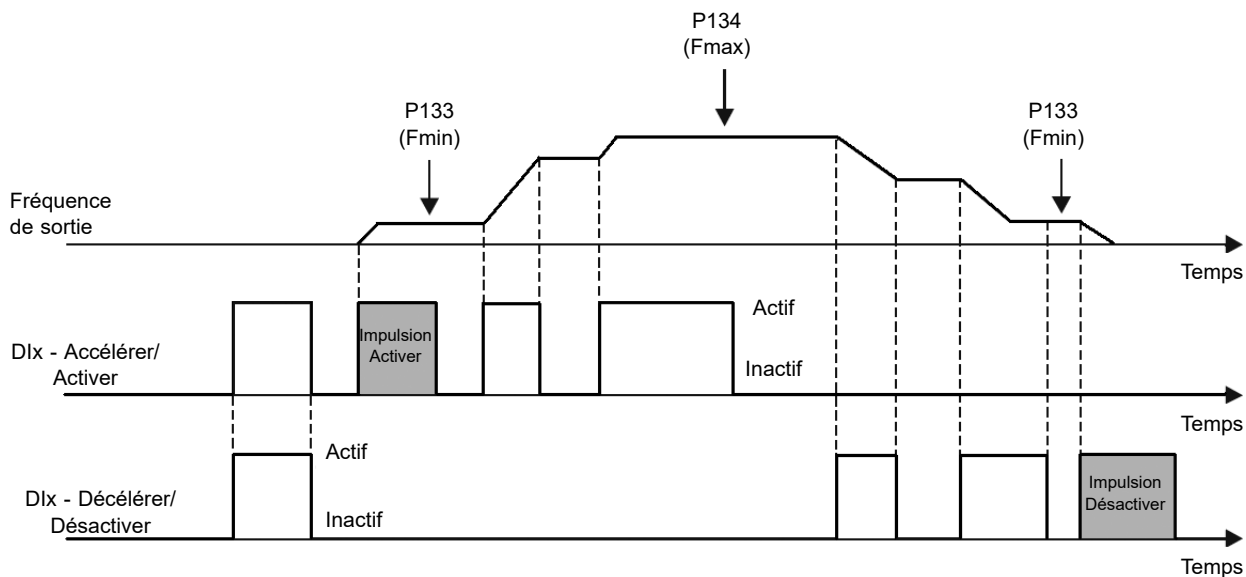 P134
(Fmax)
P133
(Fmin)
P133
(Fmin)
Fréquence
de sortie
Temps
Actif
Impulsion
Activer
DIx - Accélérer/
Activer
Inactif
Temps
Actif
DIx - Décélérer/
Désactiver
Inactif
Impulsion
Désactiver
Temps